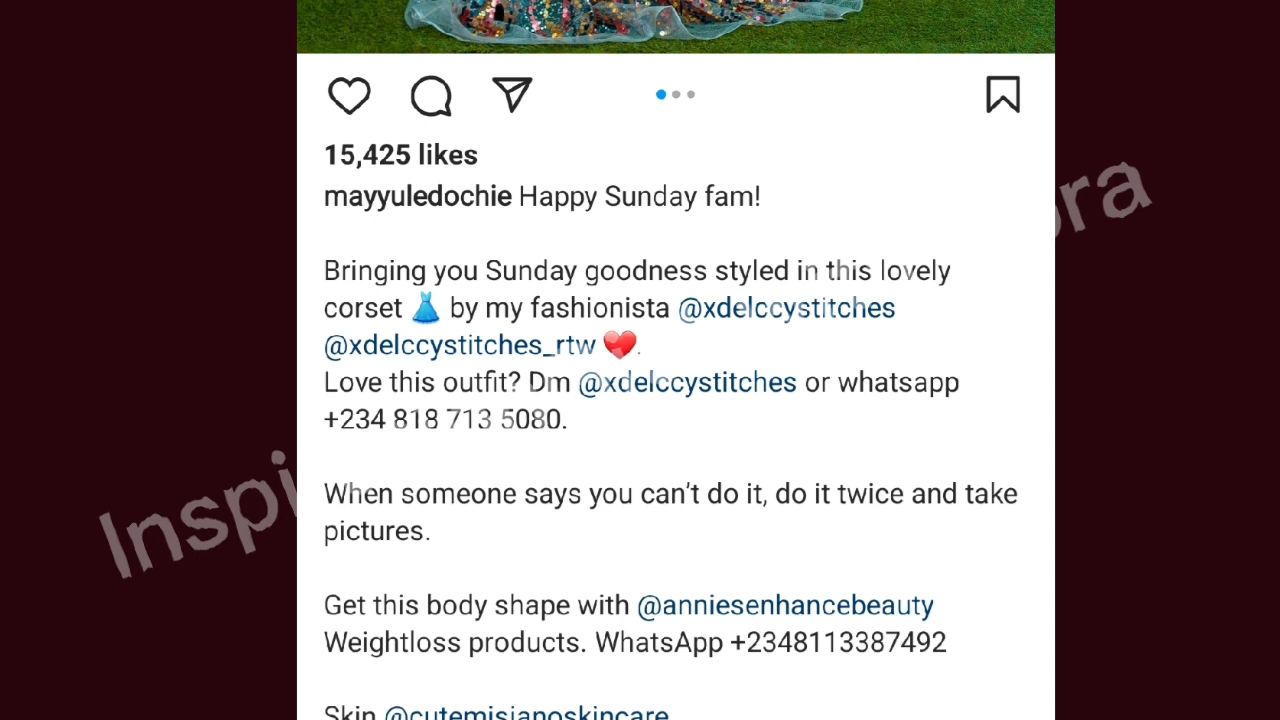 15,425 likes
mayyuledochie Happy Sunday fam!
Bringing you Sunday goodness styled in this lovely
corset 👗 by my fashionista @xdelccystitches
@xdelccystitches_rtw ❤️.
Love this outfit? Dm @xdelccystitches or whatsapp
+234 818 713 5080.
When someone says you can't do it, do it twice and take
pictures.
Get this body shape with @anniesenhancebeauty
Weightloss products. WhatsApp +2348113387492
Skin @cutemisianoskincare
Inspi
ora